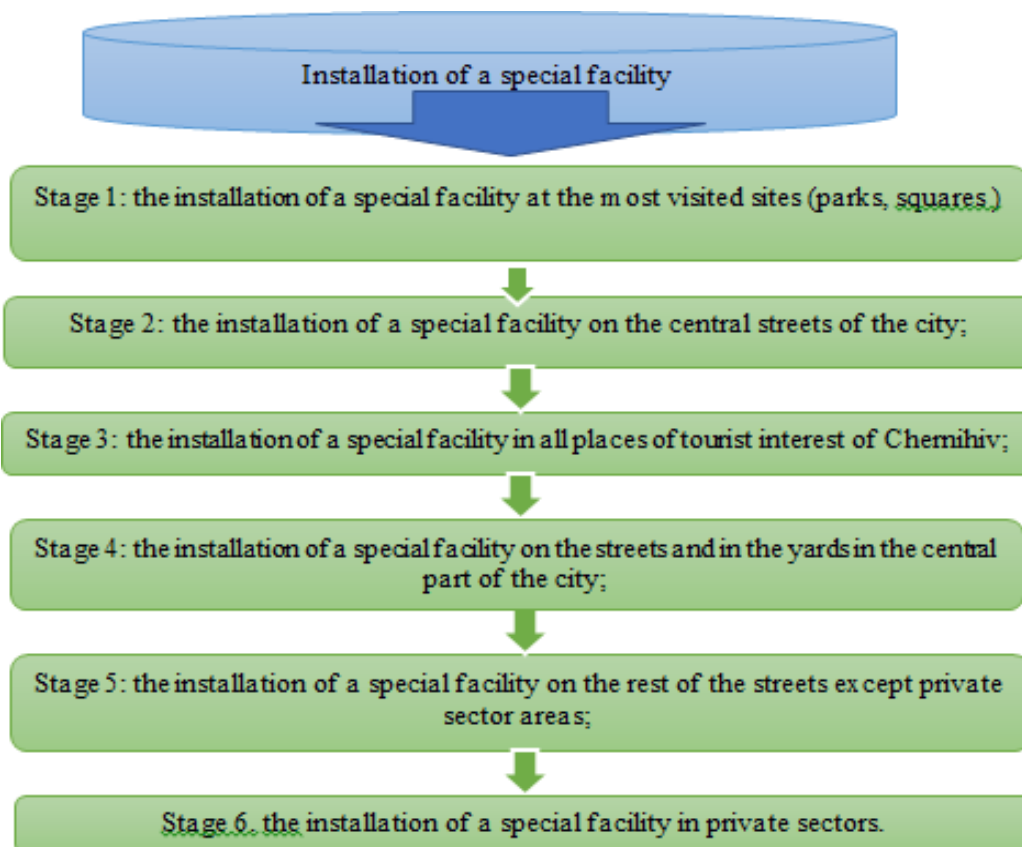 Installation of a special facility
Stage 1: the installation of a special facility at the most visited sites (parks, squares.)
Stage 2: the installation of a special facility on the central streets of the city;
Stage 3: the installation of a special facility in all places of tourist interest of Chernihiv;
Stage 4: the installation of a special facility on the streets and in the yards in the central
part of the city;
Stage 5: the installation of a special facility on the rest of the streets except private
sector areas;
Stage 6. the installation of a special facility in private sectors.